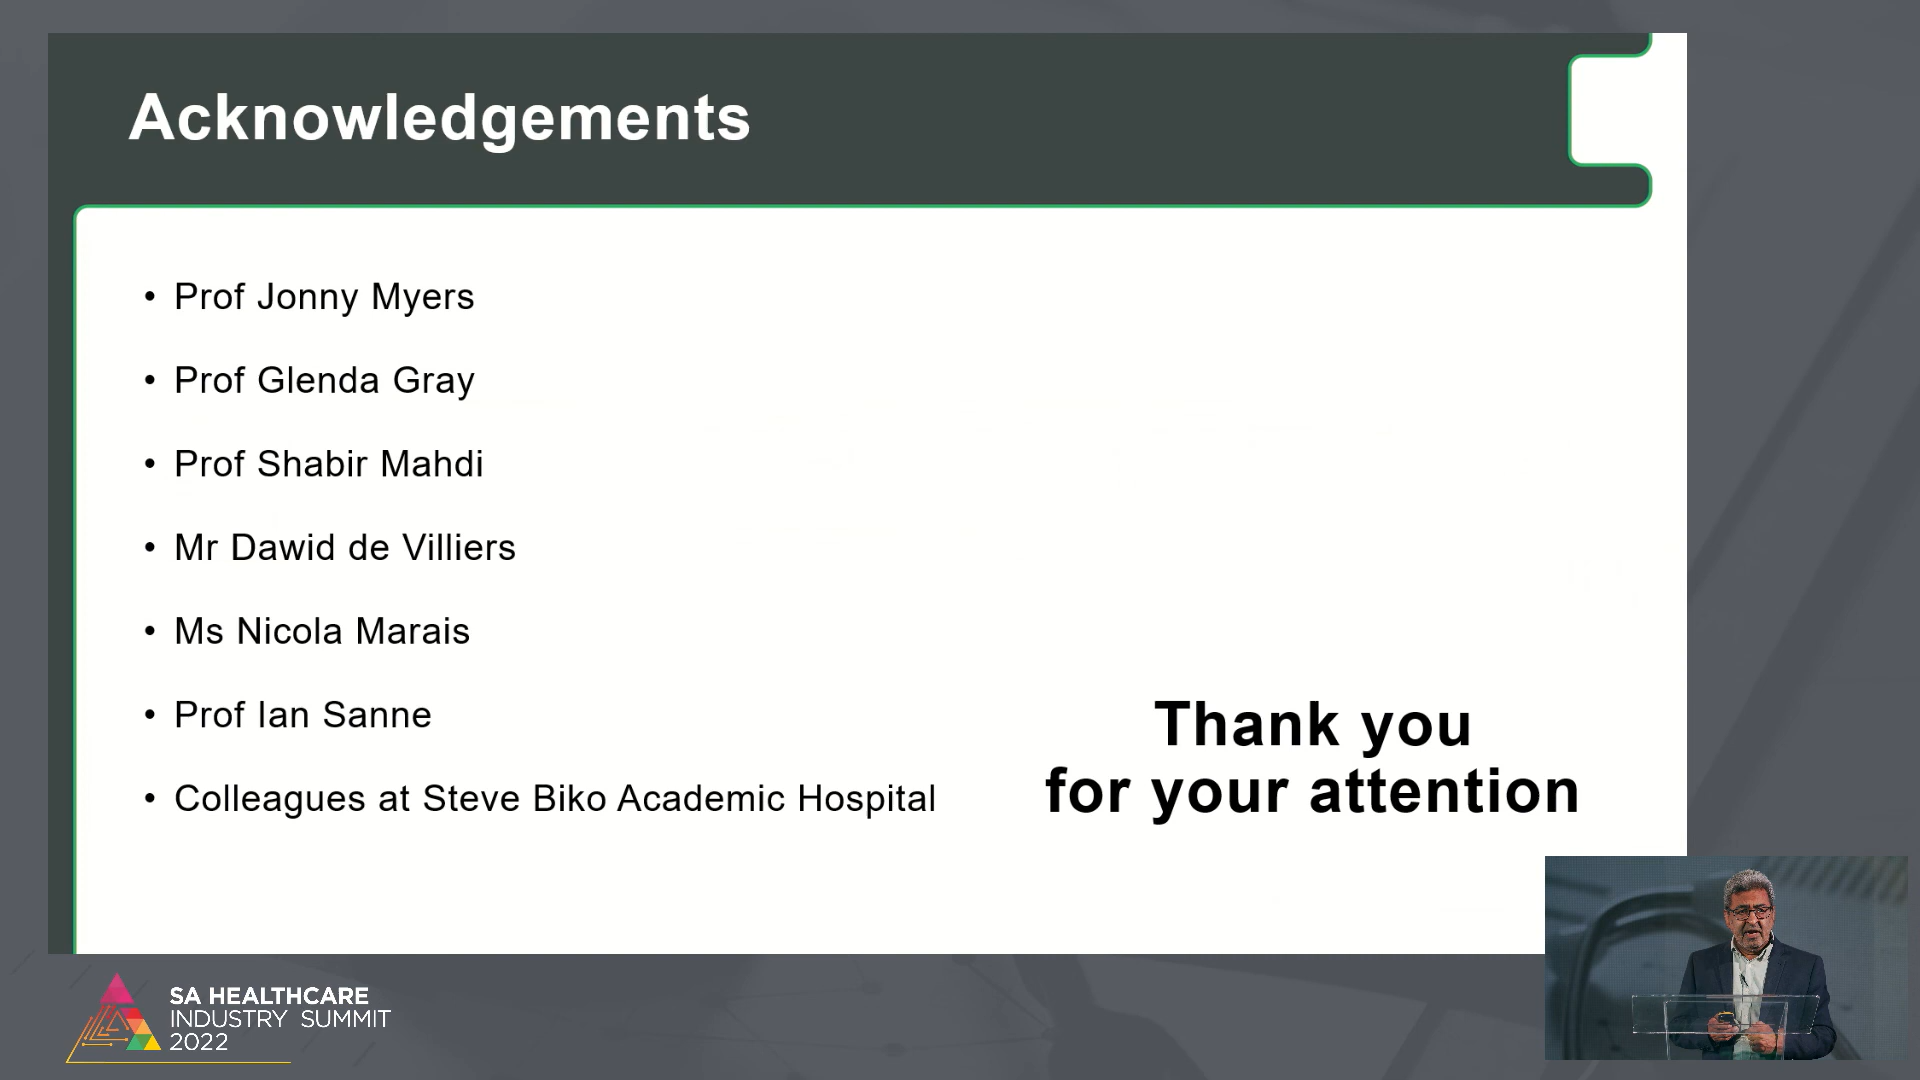 Acknowledgements
• Prof Jonny Myers
• Prof Glenda Gray
• Prof Shabir Mahdi
• Mr Dawid de Villiers
• Ms Nicola Marais
• Prof Ian Sanne
• Colleagues at Steve Biko Academic Hospital
Thank you
for your attention
SA HEALTHCARE
INDUSTRY SUMMIT
2022